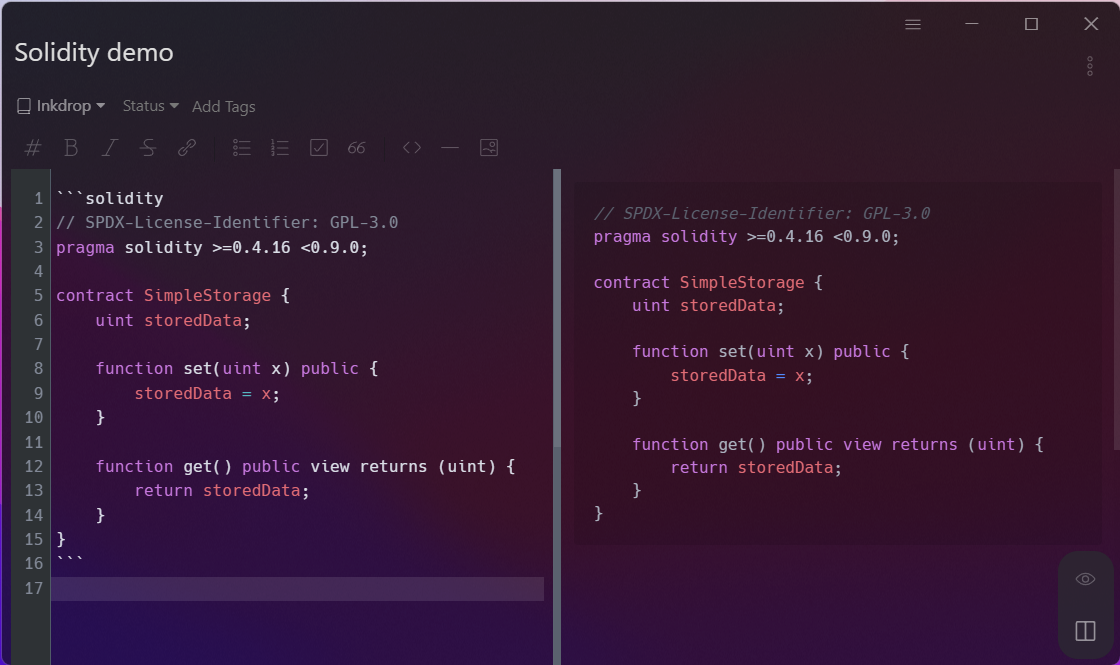 Solidity demo
Inkdrop Status Add Tags
1 ```solidity
2 // SPDX-License-Identifier: GPL-3.0
3 pragma solidity >=0.4.16 <0.9.0;
4
5 contract SimpleStorage {
6     uint storedData;
7
8     function set(uint x) public {
9         storedData = x;
10     }
11
12     function get() public view returns (uint) {
13         return storedData;
14     }
15 }
16 ```
17
// SPDX-License-Identifier: GPL-3.0
pragma solidity >=0.4.16 <0.9.0;

contract SimpleStorage {
    uint storedData;

    function set(uint x) public {
        storedData = x;
    }

    function get() public view returns (uint) {
        return storedData;
    }
}